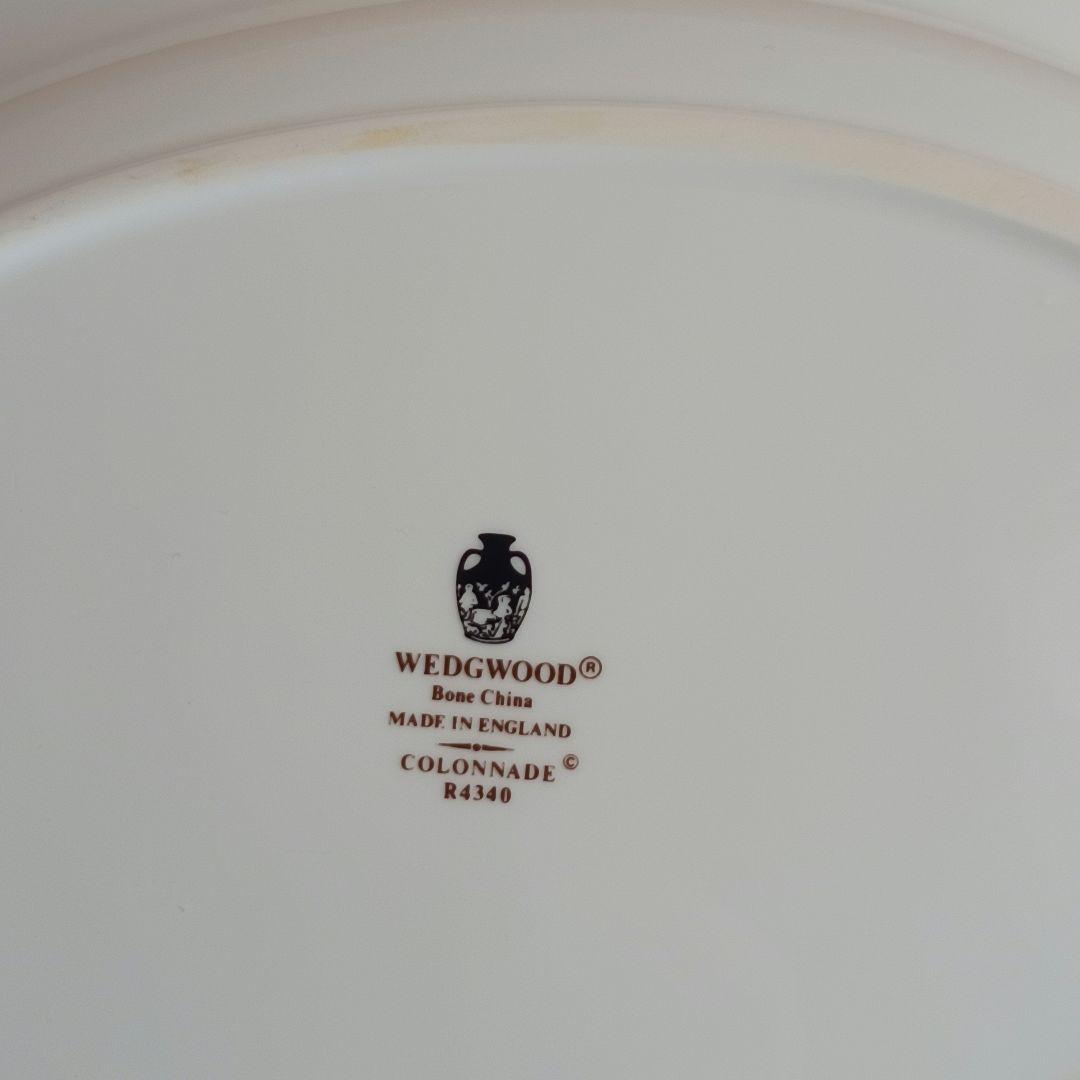 WEDGWOOD®
Bone China
MADE IN ENGLAND
COLONNADE ©
R4340